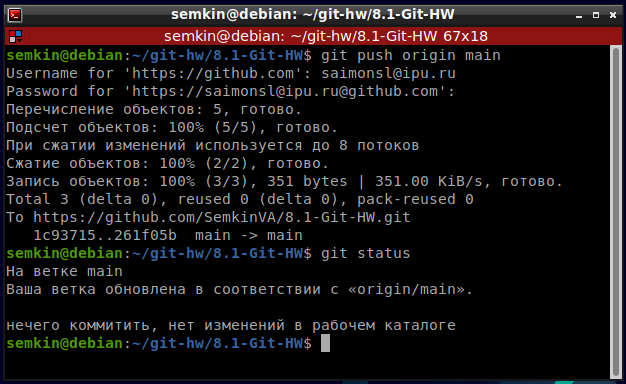 semkin@debian: ~/git-hw/8.1-Git-HW
semkin@debian: ~/git-hw/8.1-Git-HW 67x18
semkin@debian:~/git-hw/8.1-Git-HW$ git push origin main
Username for 'https://github.com': saimonsl@ipu.ru
Password for 'https://saimonsl@ipu.ru@github.com':
Перечисление объектов: 5, готово.
Подсчет объектов: 100% (5/5), готово.
При сжатии изменений используется до 8 потоков
Сжатие объектов: 100% (2/2), готово.
Запись объектов: 100% (3/3), 351 bytes | 351.00 KiB/s, готово.
Total 3 (delta 0), reused 0 (delta 0), pack-reused 0
To https://github.com/SemkinVA/8.1-Git-HW.git
   1c93715..261f05b  main -> main
semkin@debian:~/git-hw/8.1-Git-HW$ git status
На ветке main
Ваша ветка обновлена в соответствии с «origin/main».
нечего коммитить, нет изменений в рабочем каталоге
semkin@debian:~/git-hw/8.1-Git-HW$